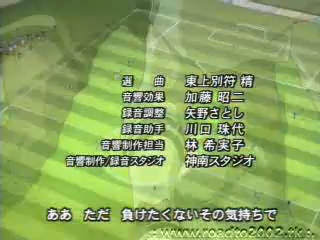 選　曲　東上別符 精
音響効果　加藤 昭二
録音調整　矢野さとし
録音助手　川口 珠代
音響制作担当　林 希実子
音響制作/録音スタジオ　神南スタジオ
ああ　ただ　負けたくないその気持ちで
www.roadto2002.tk